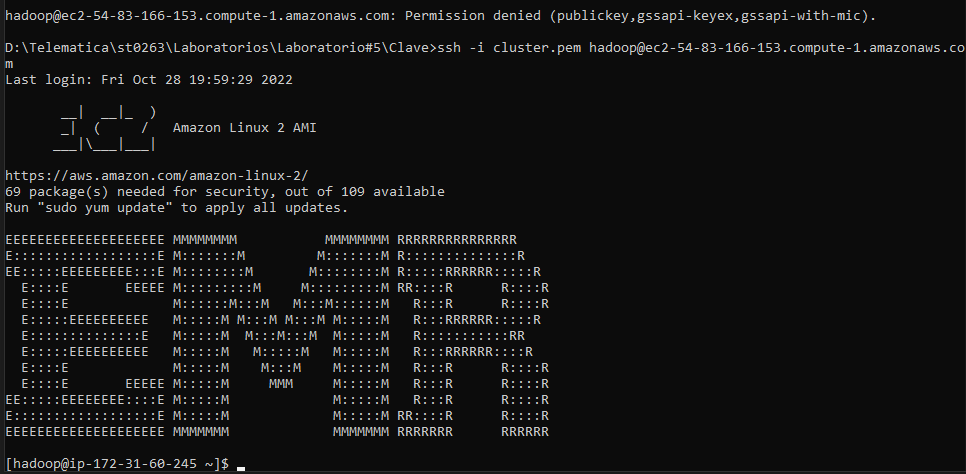 hadoop@ec2-54-83-166-153.compute-1.amazonaws.com: Permission denied (publickey,gssapi-keyex,gssapi-with-mic).

D:\Telematica\st0263\Laboratorios\Laboratorio#5\Clave>ssh -i cluster.pem hadoop@ec2-54-83-166-153.compute-1.amazonaws.co
m
Last login: Fri Oct 28 19:59:29 2022

       __|  __|_  )
       _|  (     /   Amazon Linux 2 AMI
      ___|\___|___|

https://aws.amazon.com/amazon-linux-2/
69 package(s) needed for security, out of 109 available
Run "sudo yum update" to apply all updates.

EEEEEEEEEEEEEEEEEEEE MMMMMMMM           MMMMMMMM RRRRRRRRRRRRRRR
E::::::::::::::::::E M:::::::M         M:::::::M R::::::::::::::R
EE:::::EEEEEEEEE:::E M::::::::M       M::::::::M R:::::RRRRRR:::::R
  E::::E       EEEEE M:::::::::M     M:::::::::M RR::::R      R::::R
  E::::E             M::::::M:::M   M:::M::::::M   R:::R      R::::R
  E:::::EEEEEEEEEE   M:::::M M:::M M:::M M:::::M   R:::RRRRRR:::::R
  E::::::::::::::E   M:::::M  M:::M:::M  M:::::M   R:::::::::::RR
  E:::::EEEEEEEEEE   M:::::M   M:::::M   M:::::M   R:::RRRRRR::::R
  E::::E             M:::::M    M:::M    M:::::M   R:::R      R::::R
  E::::E       EEEEE M:::::M     MMM     M:::::M   R:::R      R::::R
EE:::::EEEEEEEE::::E M:::::M             M:::::M   R:::R      R::::R
E::::::::::::::::::E M:::::M             M:::::M RR::::R      R::::R
EEEEEEEEEEEEEEEEEEEE MMMMMMM             MMMMMMM RRRRRRR      RRRRRR

[hadoop@ip-172-31-60-245 ~]$